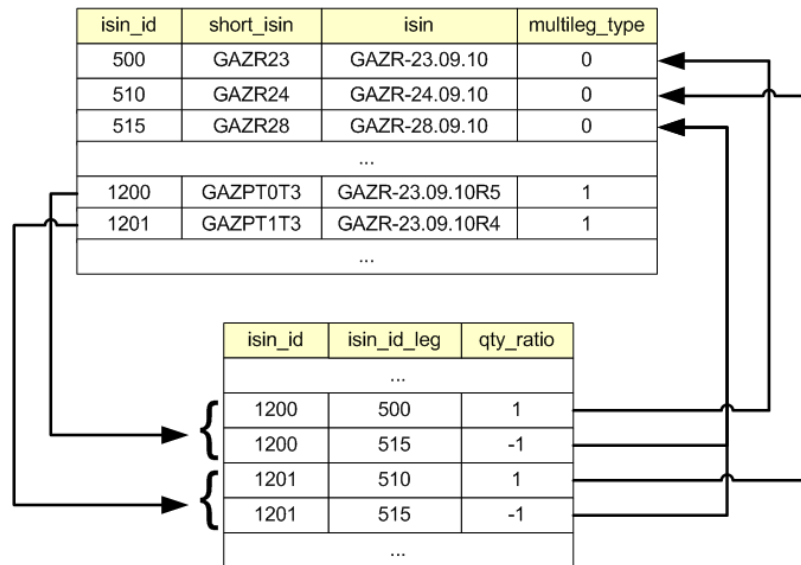 isin_id short_isin isin multileg_type
500 GAZR23 GAZR-23.09.10 0
510 GAZR24 GAZR-24.09.10 0
515 GAZR28 GAZR-28.09.10 0
...
1200 GAZPT0T3 GAZR-23.09.10R5 1
1201 GAZPT1T3 GAZR-23.09.10R4 1
...
isin_id isin_id_leg qty_ratio
...
1200 500 1
1200 515 -1
1201 510 1
1201 515 -1
...